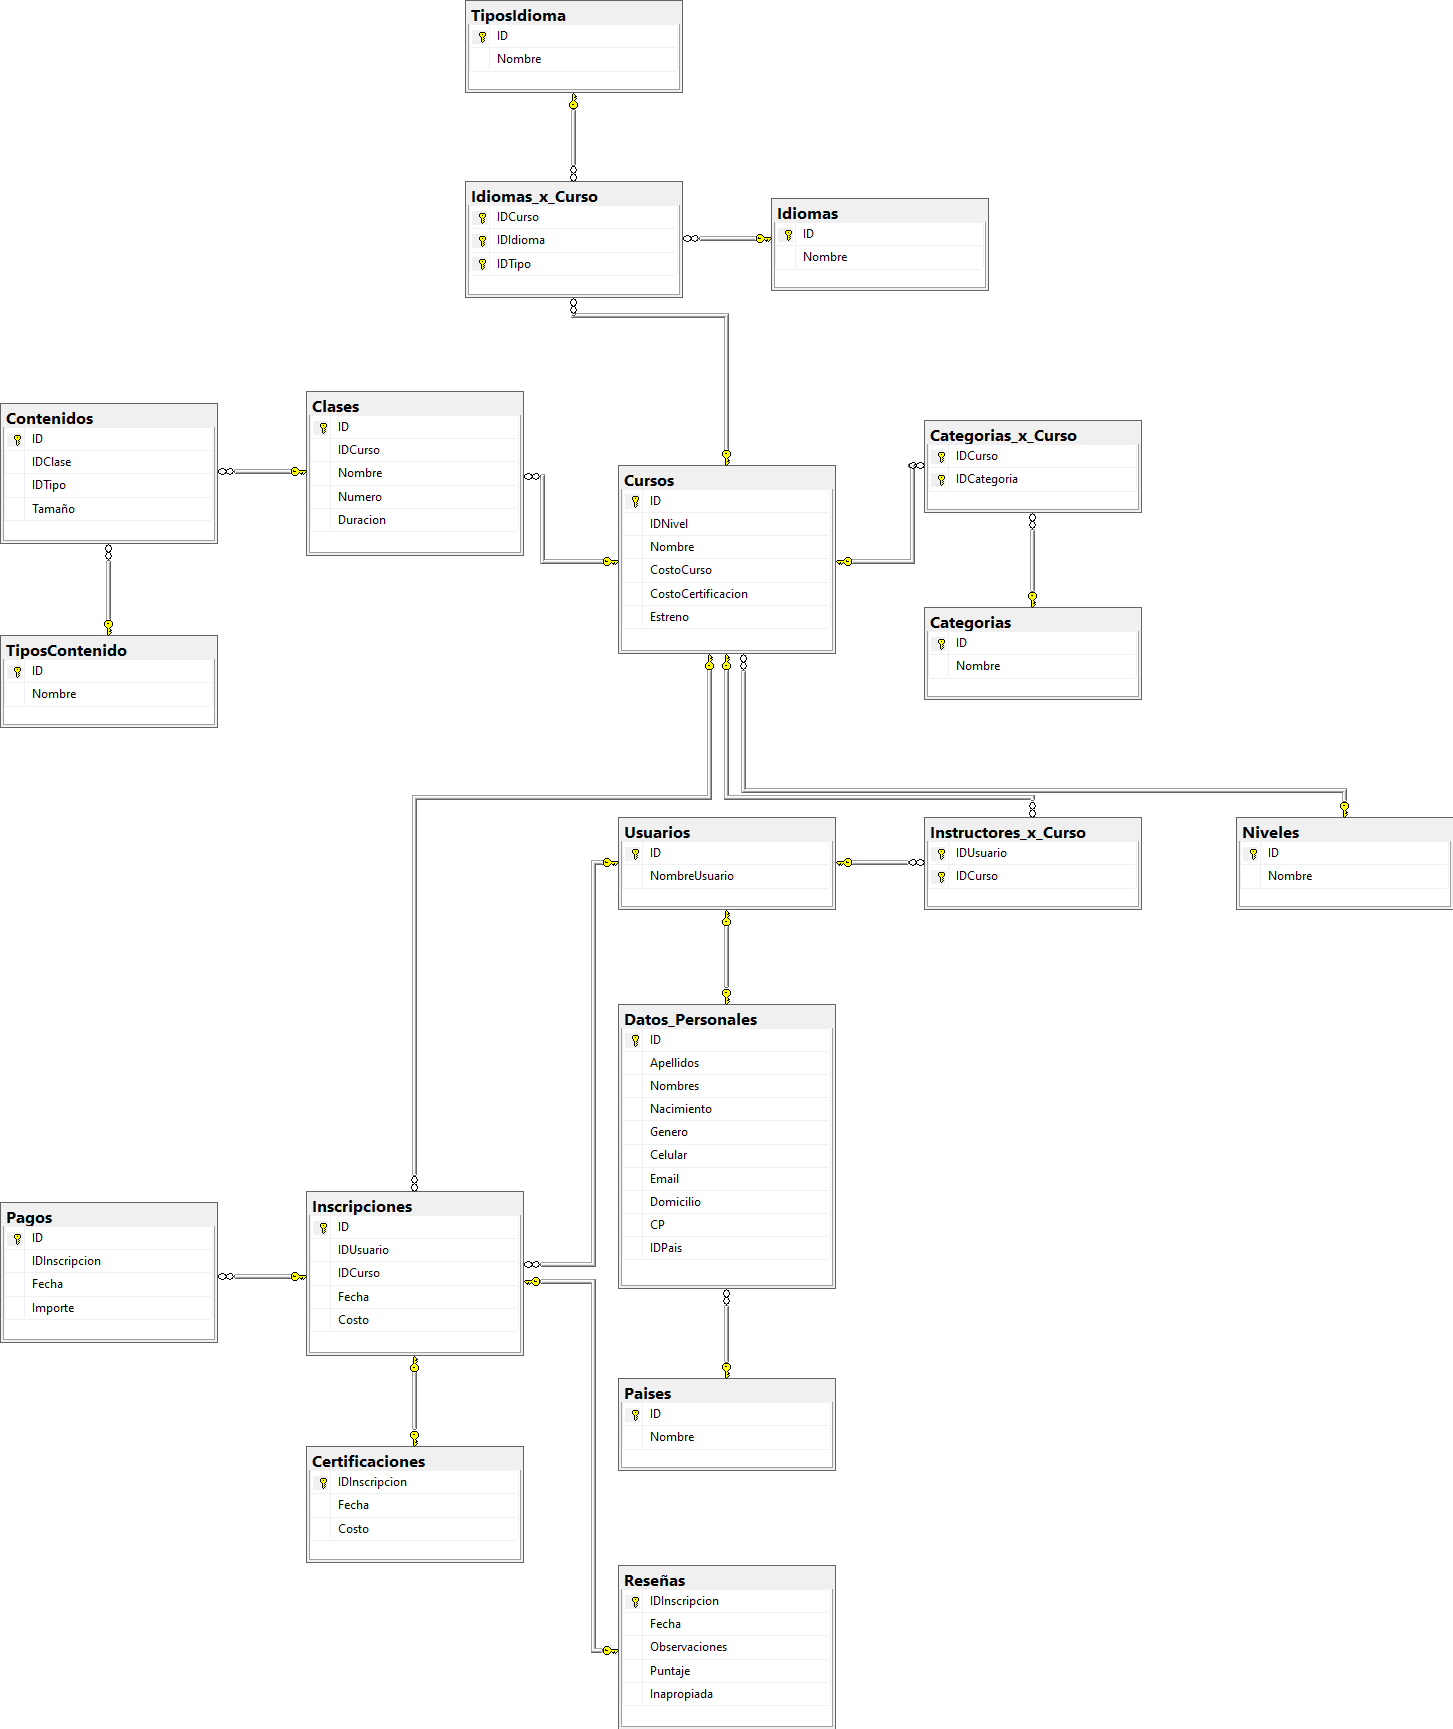 TiposIdioma
ID
Nombre
Idiomas_x_Curso
IDCurso
IDIdioma
IDTipo
Idiomas
ID
Nombre
Contenidos
ID
IDClase
IDTipo
Tamaño
Clases
ID
IDCurso
Nombre
Numero
Duracion
Cursos
ID
IDNivel
Nombre
CostoCurso
CostoCertificacion
Estreno
Categorias_x_Curso
IDCurso
IDCategoria
Categorias
ID
Nombre
TiposContenido
ID
Nombre
Usuarios
ID
NombreUsuario
Instructores_x_Curso
IDUsuario
IDCurso
Niveles
ID
Nombre
Datos_Personales
ID
Apellidos
Nombres
Nacimiento
Genero
Celular
Email
Domicilio
CP
IDPais
Pagos
ID
IDInscripcion
Fecha
Importe
Inscripciones
ID
IDUsuario
IDCurso
Fecha
Costo
Paises
ID
Nombre
Certificaciones
IDInscripcion
Fecha
Costo
Reseñas
IDInscripcion
Fecha
Observaciones
Puntaje
Inapropiada